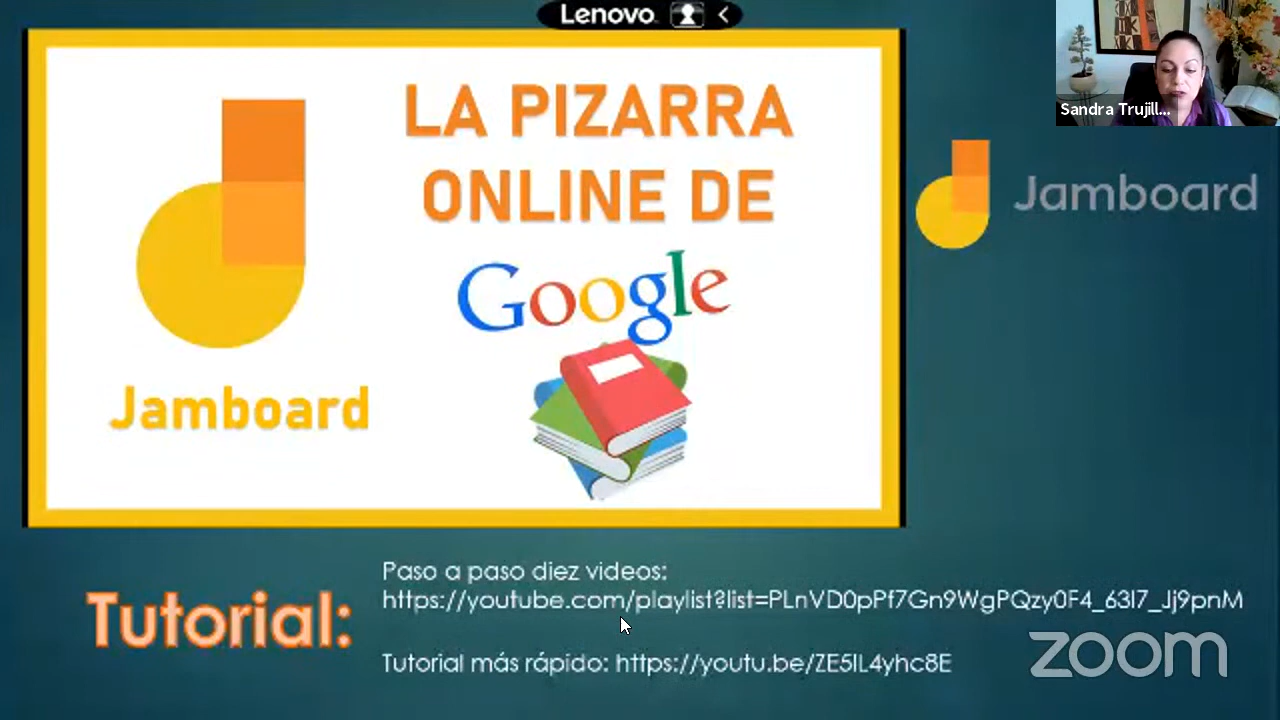 Lenovo
LA PIZARRA
ONLINE DE
Google
Jamboard
Sandra Trujill...
Jamboard
Tutorial:
Paso a paso diez videos:
https://youtube.com/playlist?list=PLnVD0pPf7Gn9WgPQzy0F4_63I7_Jj9pnM
Tutorial más rápido: https://youtu.be/ZE5IL4yhc8E
zoom